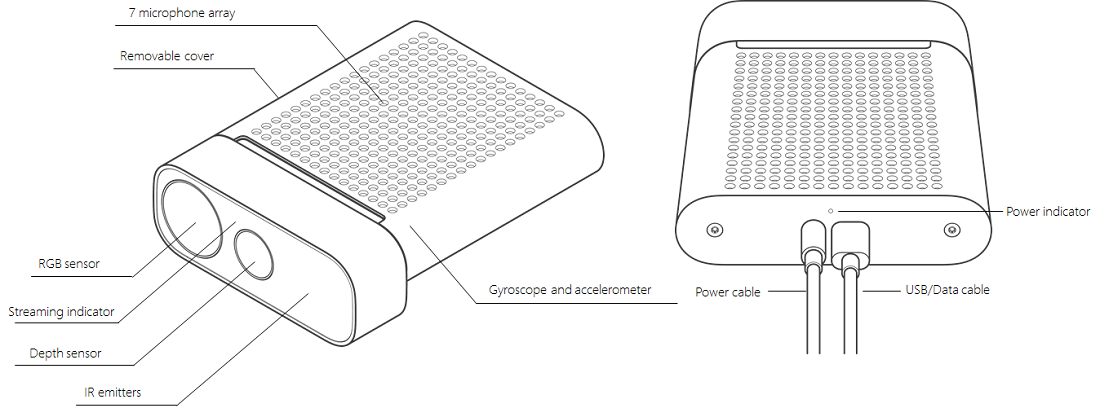 7 microphone array
Removable cover
RGB sensor
Streaming indicator
Depth sensor
IR emitters
Gyroscope and accelerometer
Power indicator
Power cable
USB/Data cable